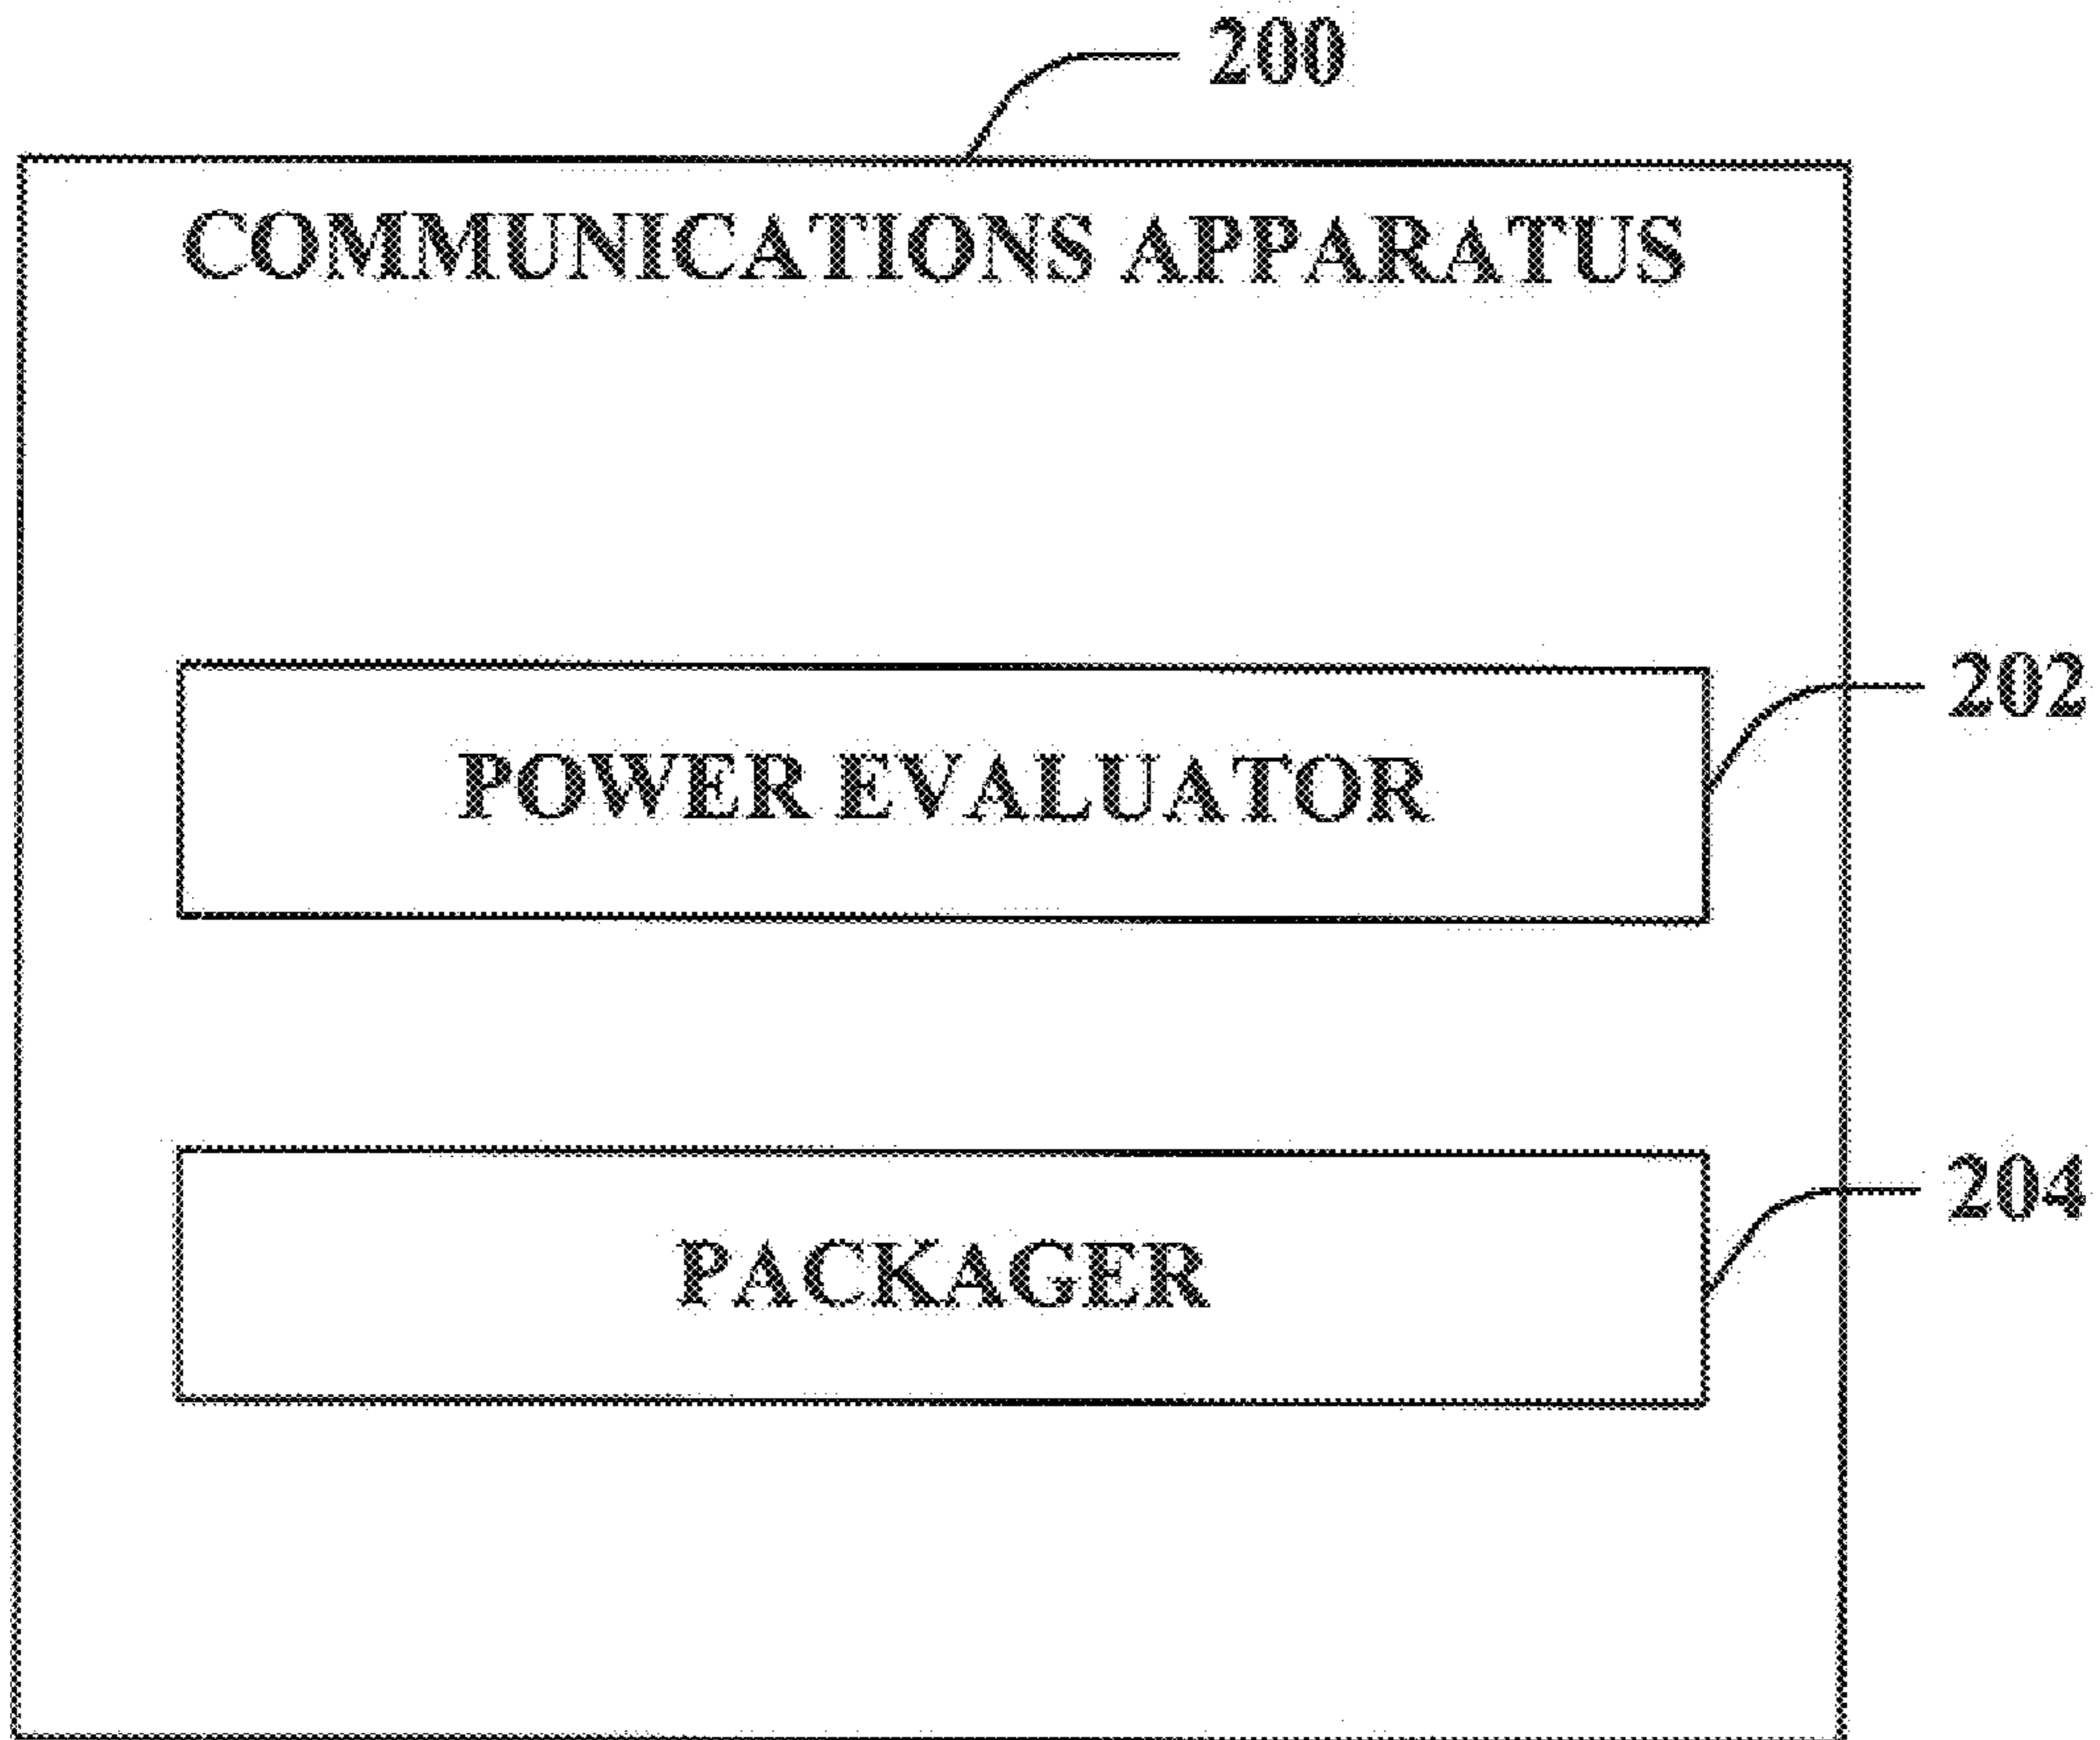 200
COMMUNICATIONS APPARATUS
202
POWER EVALUATOR
204
PACKAGER